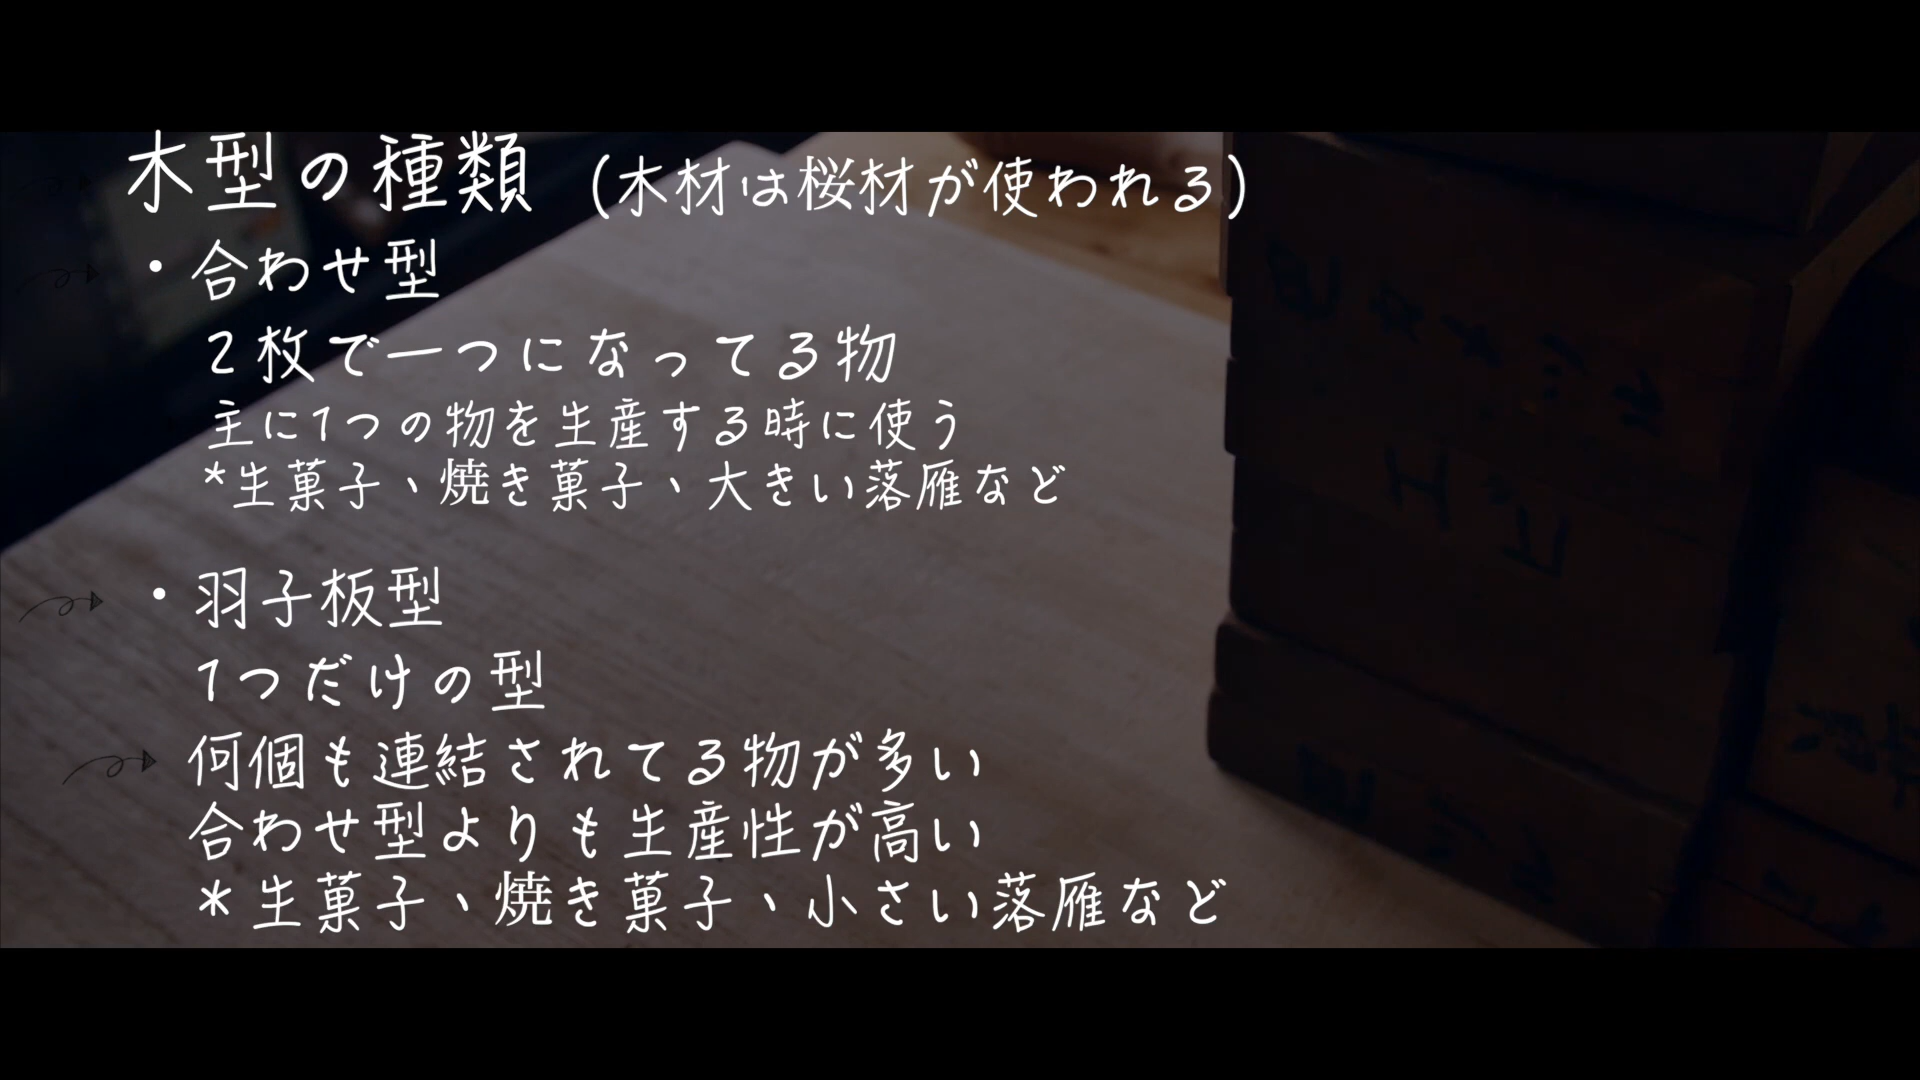 木型の種類 (木材は桜材が使われる)
・合わせ型
2枚で一つになってる物
主に1つの物を生産する時に使う
*生菓子、焼き菓子、大きい落雁など
・羽子板型
1つだけの型
何個も連結されてる物が多い
合わせ型よりも生産性が高い
*生菓子、焼き菓子、小さい落雁など